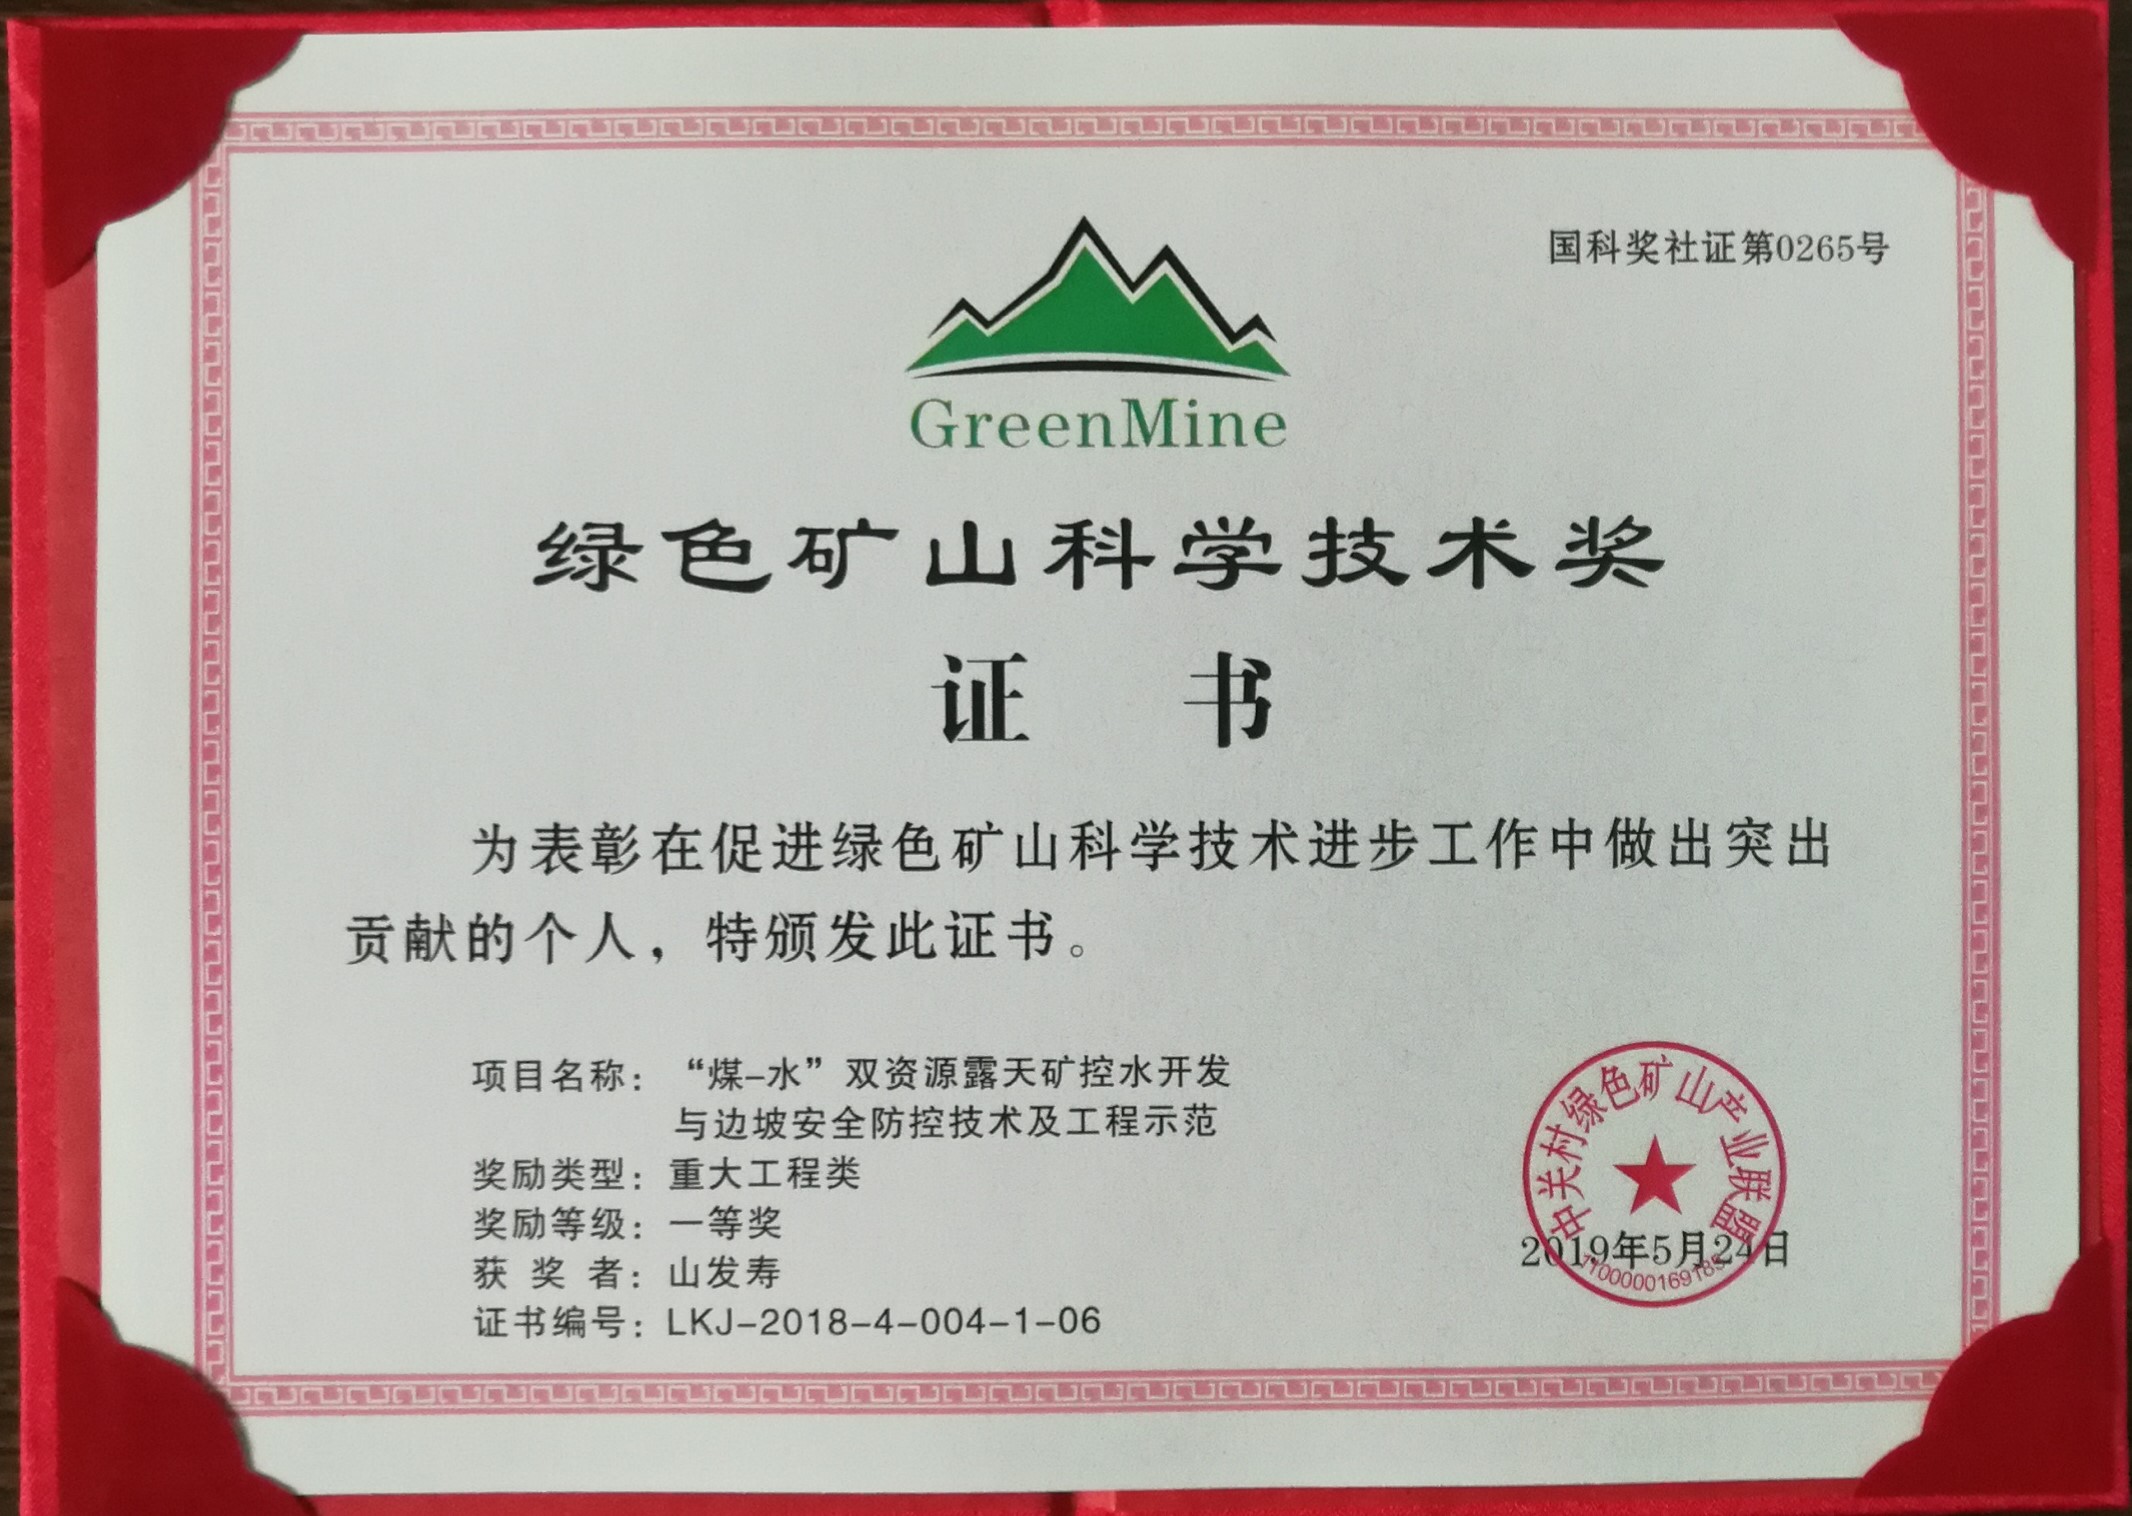 国科奖社证第0265号
GreenMine
绿色矿山科学技术奖
证 书
为表彰在促进绿色矿山科学技术进步工作中做出突出
贡献的个人，特颁发此证书。
项目名称：“煤-水”双资源露天矿控水开发
与边坡安全防控技术及工程示范
奖励类型：重大工程类
奖励等级：一等奖
获 奖 者：山发寿
证书编号：LKJ-2018-4-004-1-06
中关村绿色矿山产业联盟
2019年5月24日